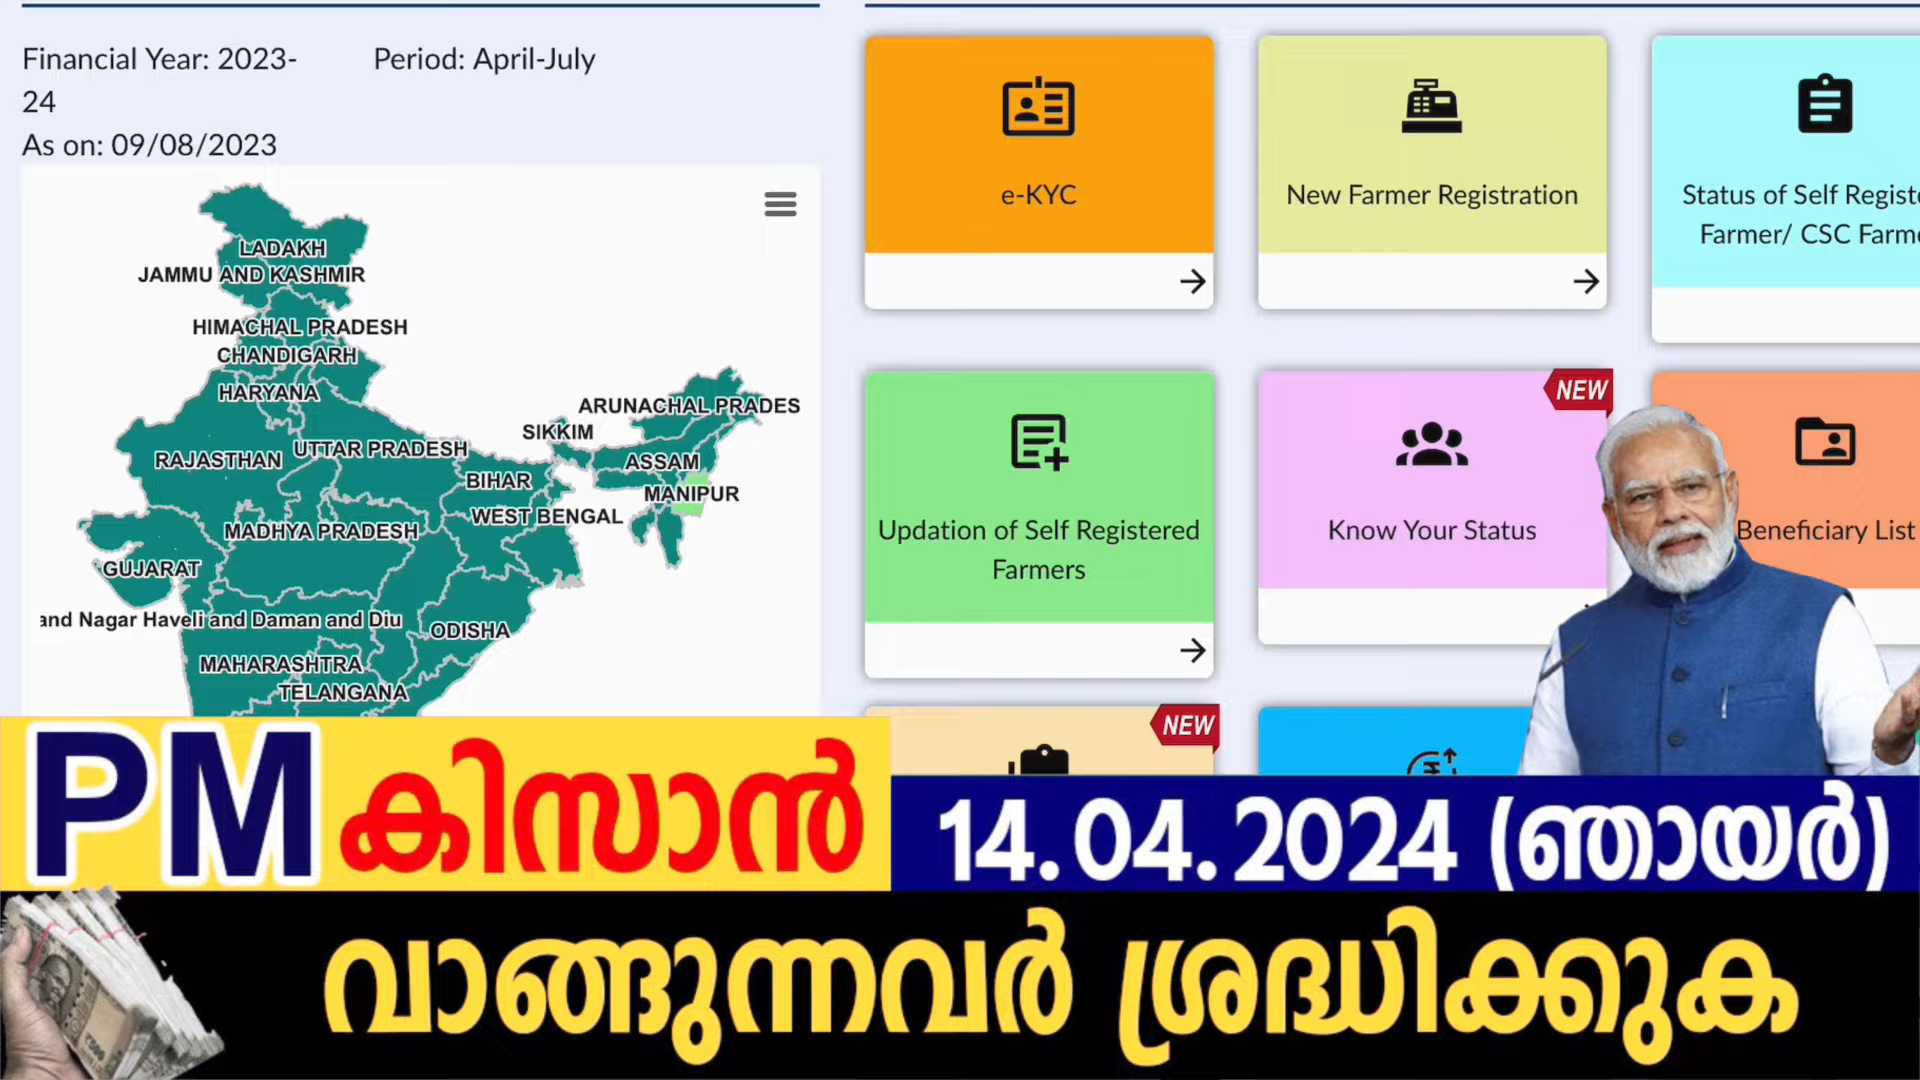 Financial Year: 2023-
24
Period: April-July
As on: 09/08/2023
LADAKH
JAMMU AND KASHMIR
HIMACHAL PRADESH
CHANDIGARH
HARYANA
ARUNACHAL PRADES
SIKKIM
UTTAR PRADESH
RAJASTHAN
ASSAM
BIHAR
MANIPUR
WEST BENGAL
MADHYA PRADESH
GUJARAT
and Nagar Haveli and Daman and Diu
ODISHA
MAHARASHTRA
TELANGANA
e-KYC
New Farmer Registration
Status of Self Registe
Farmer/ CSC Farme
Updation of Self Registered
Farmers
NEW
Know Your Status
Beneficiary List
NEW
PM കിസാൻ
14.04.2024 (ഞായർ)
വാങ്ങുന്നവർ ശ്രദ്ധിക്കുക